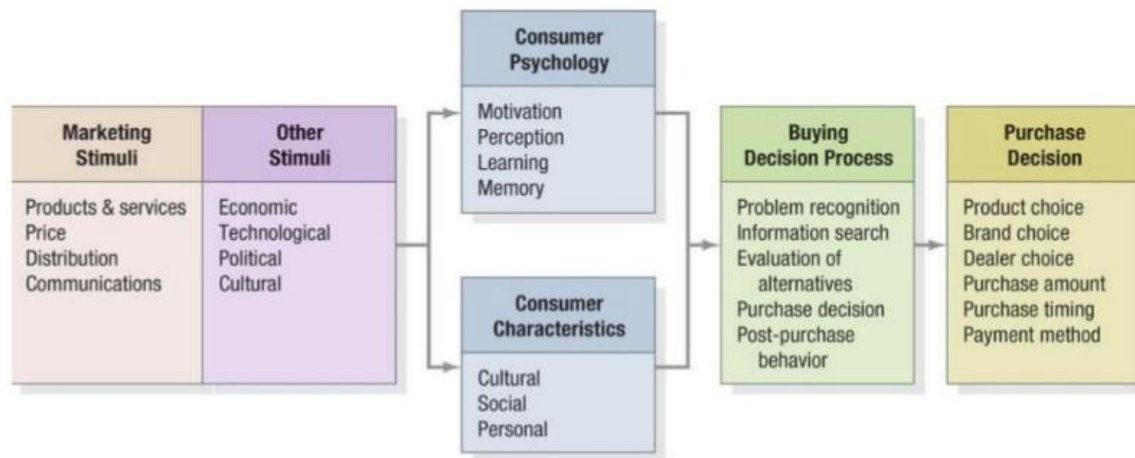 Marketing
Stimuli
Products & services
Price
Distribution
Communications
Other
Stimuli
Economic
Technological
Political
Cultural
Consumer
Psychology
Motivation
Perception
Learning
Memory
Consumer
Characteristics
Cultural
Social
Personal
Buying
Decision Process
Problem recognition
Information search
Evaluation of
alternatives
Purchase decision
Post-purchase
behavior
Purchase
Decision
Product choice
Brand choice
Dealer choice
Purchase amount
Purchase timing
Payment method